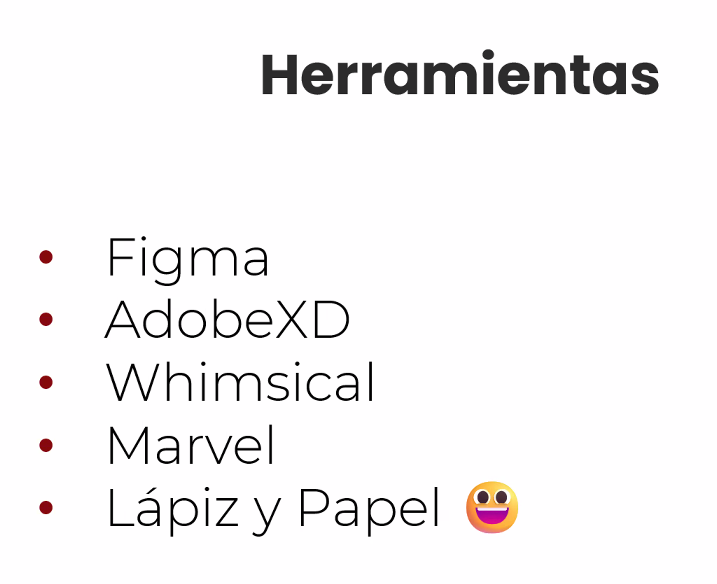 Herramientas
• Figma
• AdobeXD
• Whimsical
• Marvel
• Lápiz y Papel 😃